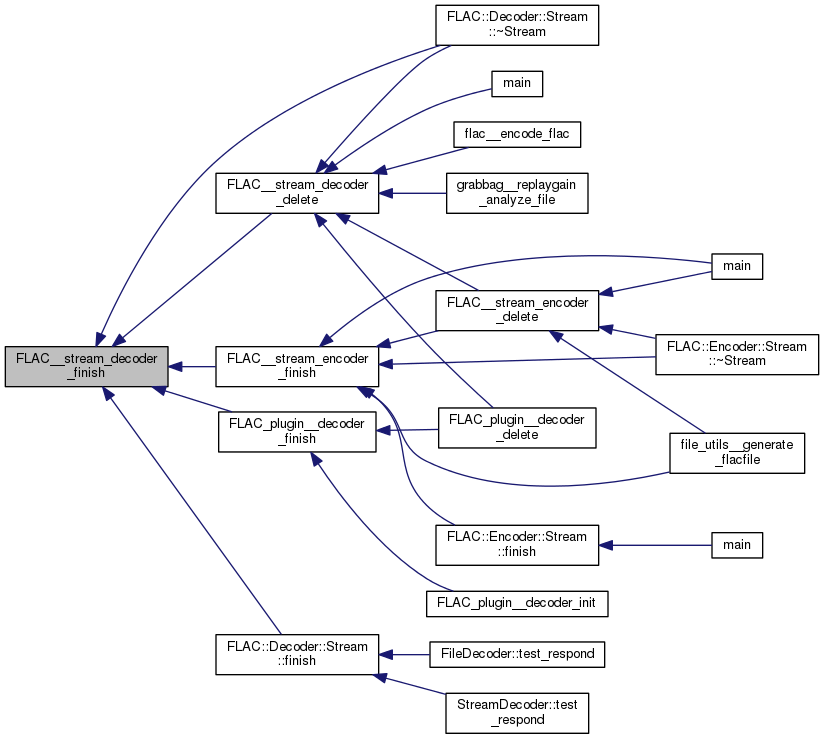 FLAC::Decoder::Stream
::~Stream
main
flac__encode_flac
FLAC__stream_decoder
_delete
grabbag__replaygain
_analyze_file
main
FLAC__stream_encoder
_delete
FLAC::Encoder::Stream
::~Stream
FLAC__stream_decoder
_finish
FLAC__stream_encoder
_finish
FLAC_plugin__decoder
_finish
FLAC_plugin__decoder
_delete
file_utils__generate
_flacfile
FLAC::Encoder::Stream
::finish
main
FLAC_plugin__decoder_init
FLAC::Decoder::Stream
::finish
FileDecoder::test_respond
StreamDecoder::test
_respond